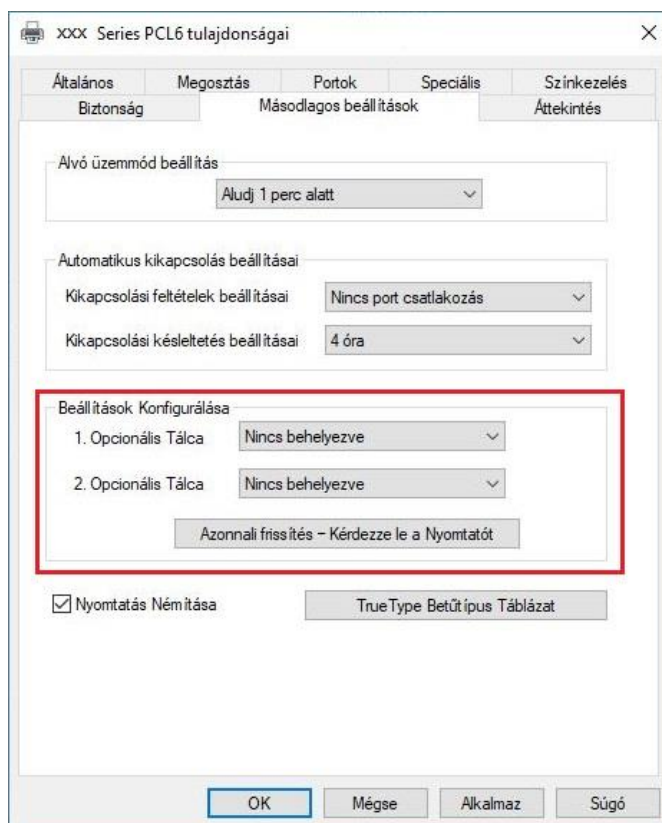 XXX Series PCL6 tulajdonságai
Általános Megosztás Portok Speciális Színkezelés
Biztonság Másodlagos beállítások Áttekintés
Alvó üzemmód beállítás
Aludj 1 perc alatt
Automatikus kikapcsolás beállításai
Kikapcsolási feltételek beállításai Nincs port csatlakozás
Kikapcsolási késleltetés beállításai 4 óra
Beállítások Konfigurálása
1. Opcionális Tálca Nincs behelyezve
2. Opcionális Tálca Nincs behelyezve
Azonnali frissítés – Kérdezze le a Nyomtatót
Nyomtatás Némítása TrueType Betűtípus Táblázat
OK Mégse Alkalmaz Súgó